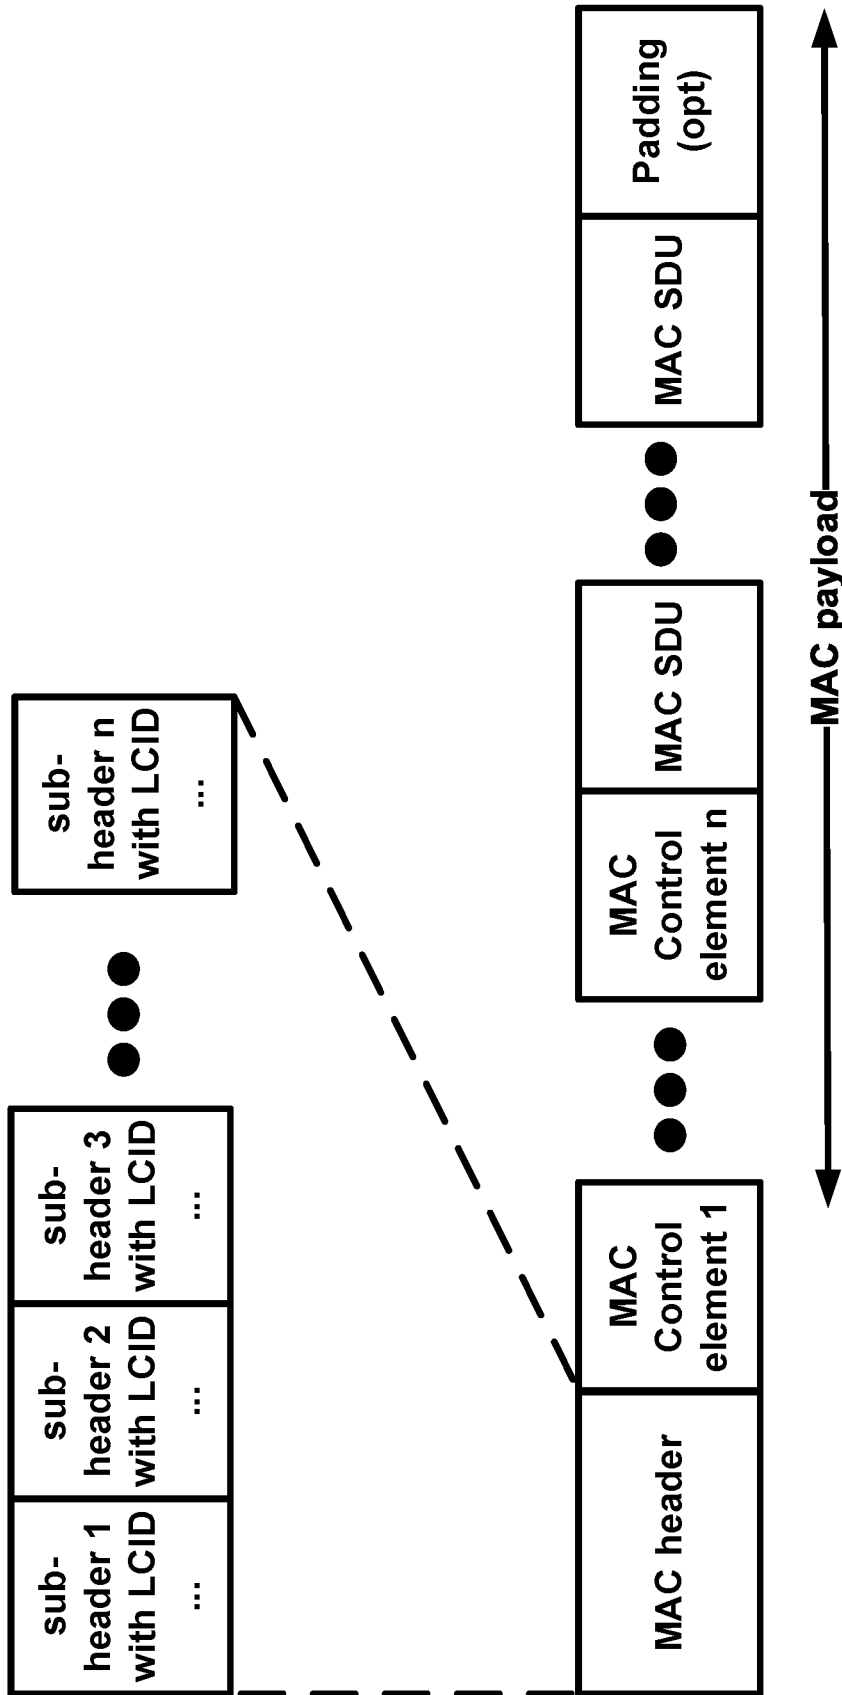 sub-
header 1
with LCID
...
sub-
header 2
with LCID
...
sub-
header 3
with LCID
...
sub-
header n
with LCID
...
MAC header
MAC
Control
element 1
MAC
Control
element n
MAC SDU
MAC SDU
Padding
(opt)
MAC payload